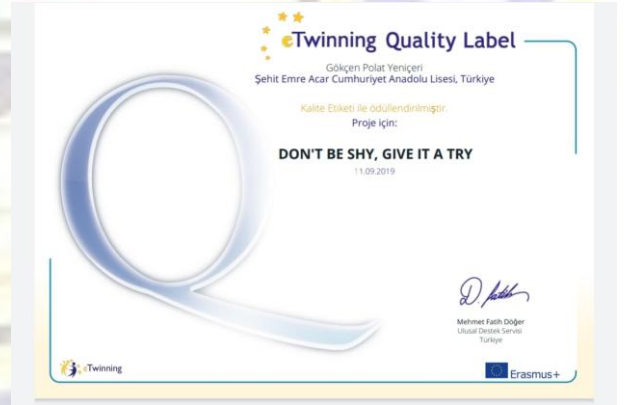 eTwinning Quality Label
Gökçen Polat Yeniçeri
Şehit Emre Acar Cumhuriyet Anadolu Lisesi, Türkiye
Kalite Etiketi ile ödüllendirilmiştir.
Proje için:
DON'T BE SHY, GIVE IT A TRY
11.09.2019
D. Fatih
Mehmet Fatih Döğer
Ulusal Destek Servisi
Türkiye
eTwinning
Erasmus+